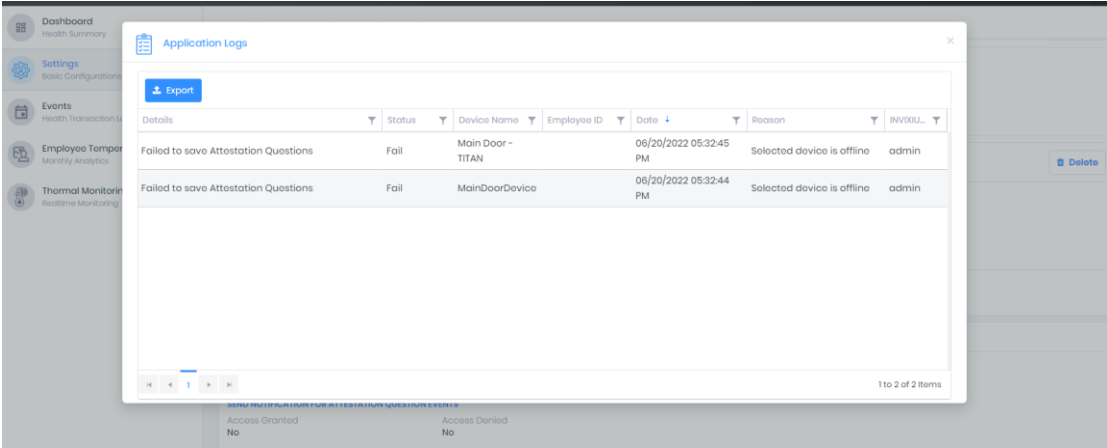 Dashboard
Health Summary
Settings
Basic Configurations
Events
Health Transaction Lo
Employee Temper
Monthly Analytics
Thermal Monitorin
Realtime Monitoring
Application Logs
Export
Details Status Device Name Employee ID Date Reason INVIXIU...
Failed to save Attestation Questions Fail Main Door - TITAN 06/20/2022 05:32:45 PM Selected device is offline admin
Failed to save Attestation Questions Fail MainDoorDevice 06/20/2022 05:32:44 PM Selected device is offline admin
1
1 to 2 of 2 Items
Delete
SEND NOTIFICATION FOR ATTESTATION QUESTION EVENTS
Access Granted Access Denied
No No